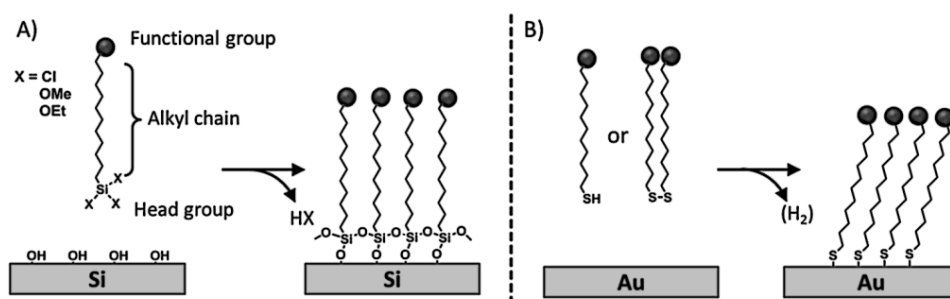 A)
Functional group
X = Cl
OMe
OEt
Alkyl chain
Si
X
X
X
Head group
HX
OH OH OH OH
Si
O Si O Si O Si O Si O
O O O O
Si
B)
or
SH
S-S
(H₂)
Au
S S S S
Au